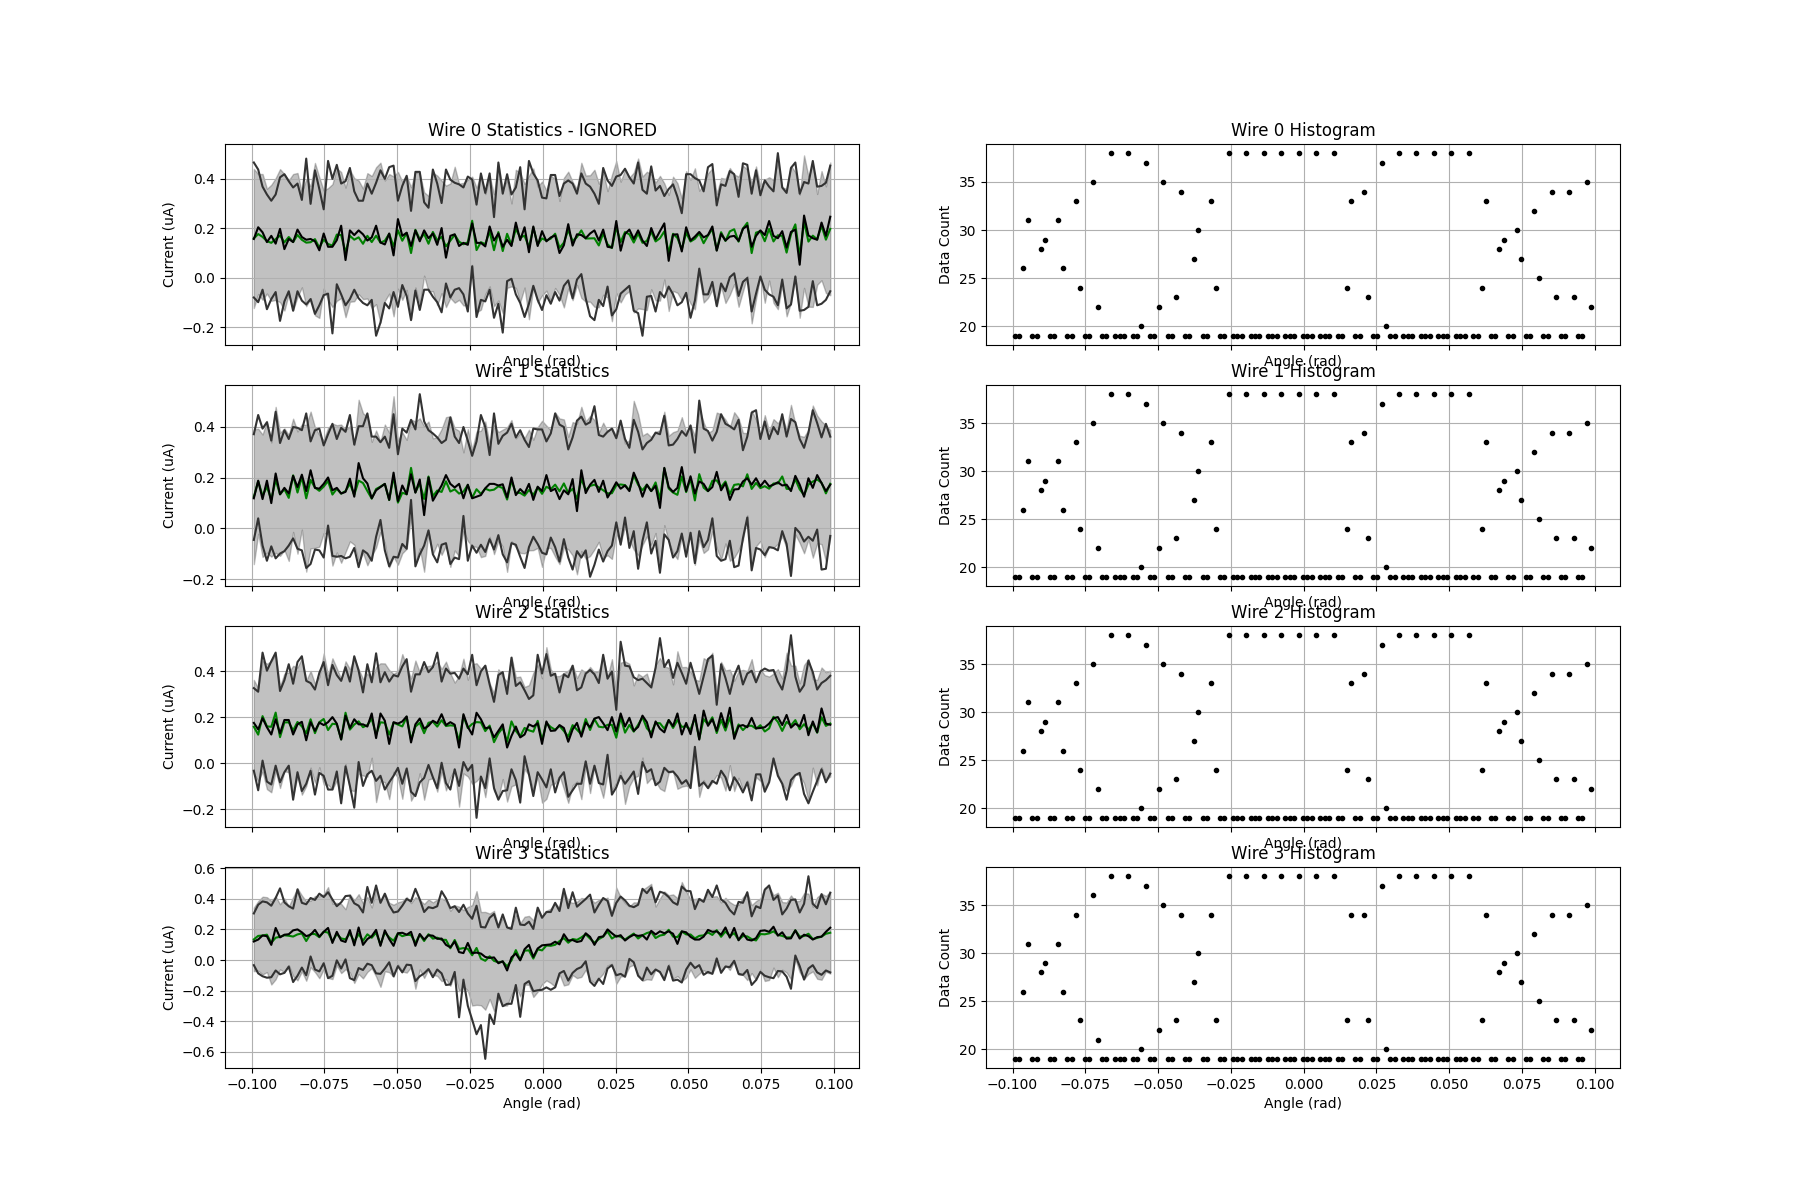 Wire 0 Statistics - IGNORED
Current (uA)
0.4
0.2
0.0
−0.2
Angle (rad)
Wire 0 Histogram
Data Count
35
30
25
20
Angle (rad)
Wire 1 Statistics
Current (uA)
0.4
0.2
0.0
−0.2
Angle (rad)
Wire 1 Histogram
Data Count
35
30
25
20
Angle (rad)
Wire 2 Statistics
Current (uA)
0.4
0.2
0.0
−0.2
Angle (rad)
Wire 2 Histogram
Data Count
35
30
25
20
Angle (rad)
Wire 3 Statistics
Current (uA)
0.6
0.4
0.2
0.0
−0.2
−0.4
−0.6
−0.100 −0.075 −0.050 −0.025 0.000 0.025 0.050 0.075 0.100
Angle (rad)
Wire 3 Histogram
Data Count
35
30
25
20
−0.100 −0.075 −0.050 −0.025 0.000 0.025 0.050 0.075 0.100
Angle (rad)